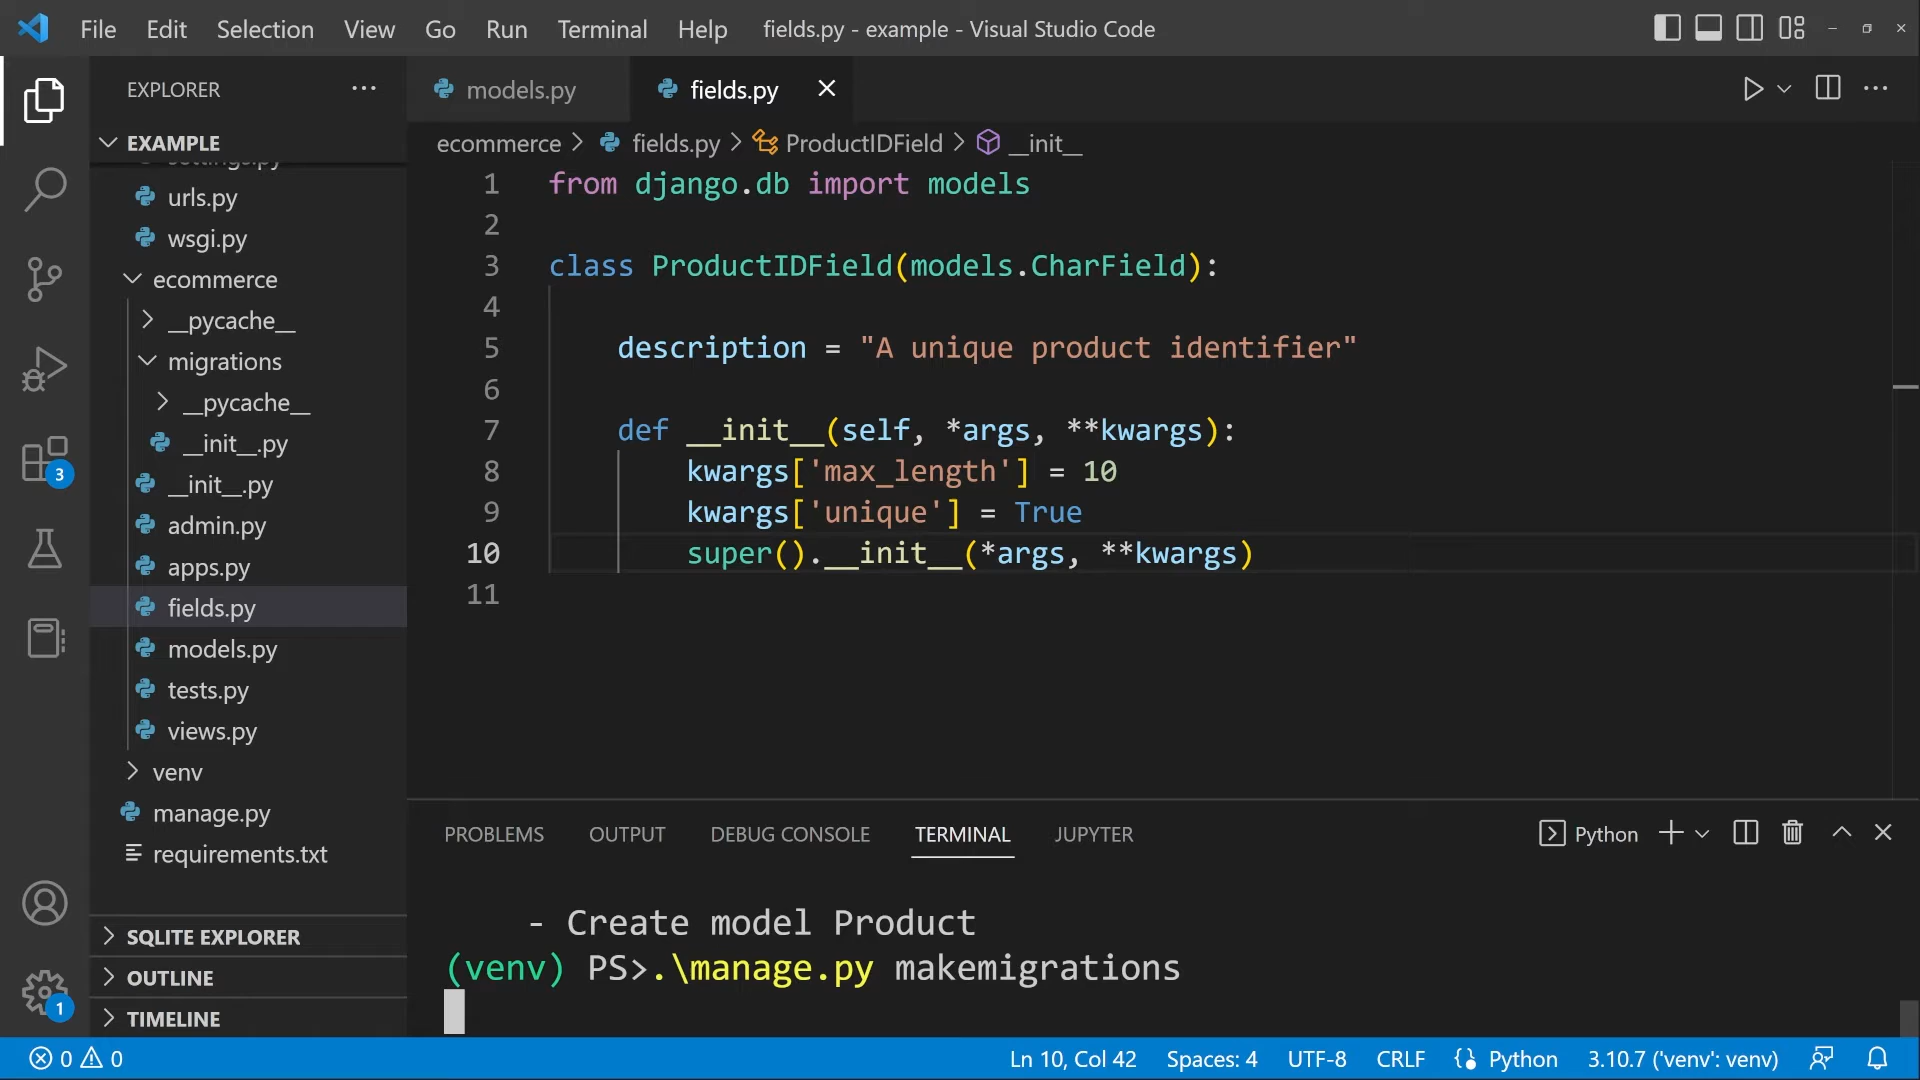 File Edit Selection View Go Run Terminal Help fields.py - example - Visual Studio Code
EXPLORER
models.py
fields.py
EXAMPLE
ecommerce > fields.py > ProductIDField > __init__
settings.py
urls.py
wsgi.py
ecommerce
__pycache__
migrations
__pycache__
__init__.py
__init__.py
admin.py
apps.py
fields.py
models.py
tests.py
views.py
venv
manage.py
requirements.txt
SQLITE EXPLORER
OUTLINE
TIMELINE
3
1
1 from django.db import models
2
3 class ProductIDField(models.CharField):
4
5 description = "A unique product identifier"
6
7 def __init__(self, *args, **kwargs):
8 kwargs['max_length'] = 10
9 kwargs['unique'] = True
10 super().__init__(*args, **kwargs)
11
PROBLEMS OUTPUT DEBUG CONSOLE TERMINAL JUPYTER
Python
- Create model Product
(venv) PS>.\manage.py makemigrations
0 0
Ln 10, Col 42 Spaces: 4 UTF-8 CRLF Python 3.10.7 ('venv': venv)